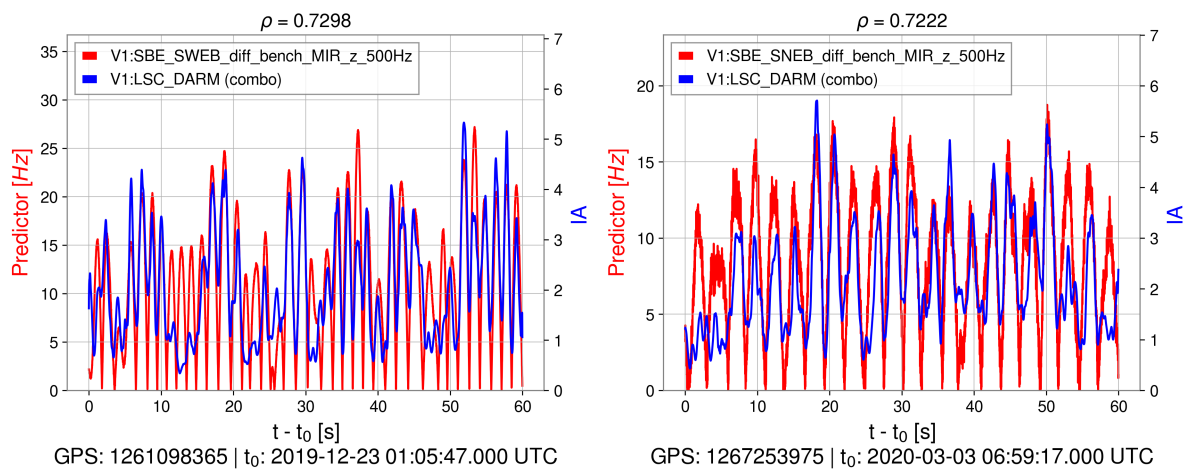 ρ = 0.7298
V1:SBE_SWEB_diff_bench_MIR_z_500Hz
V1:LSC_DARM (combo)
Predictor [Hz]
35
30
25
20
15
10
5
0
7
6
5
4
3
2
1
0
IA
0 10 20 30 40 50 60
t - t₀ [s]
GPS: 1261098365 | t₀: 2019-12-23 01:05:47.000 UTC
ρ = 0.7222
V1:SBE_SNEB_diff_bench_MIR_z_500Hz
V1:LSC_DARM (combo)
Predictor [Hz]
20
15
10
5
0
7
6
5
4
3
2
1
0
IA
0 10 20 30 40 50 60
t - t₀ [s]
GPS: 1267253975 | t₀: 2020-03-03 06:59:17.000 UTC